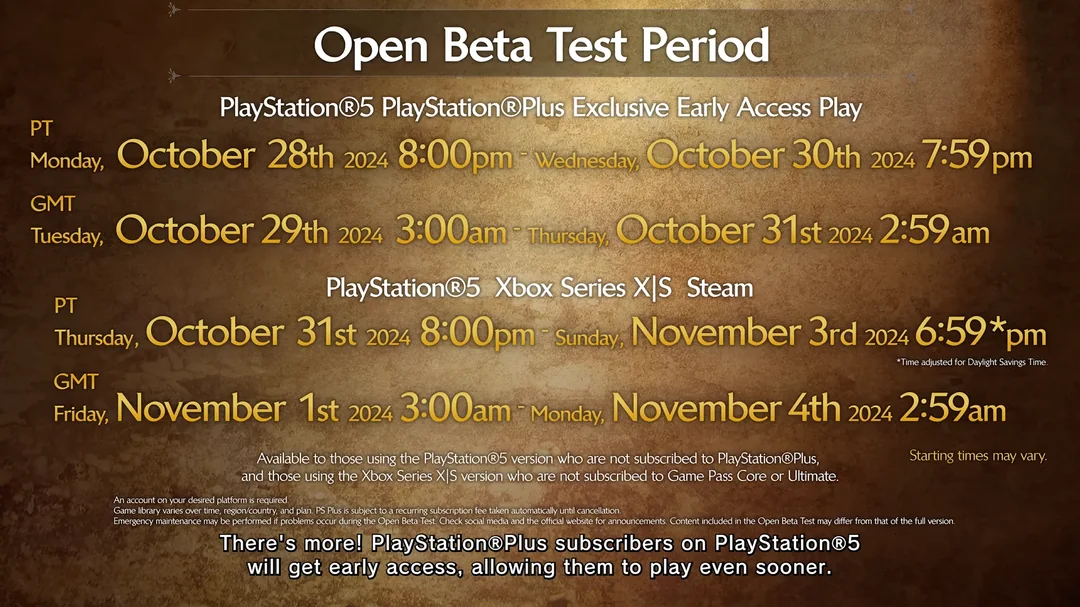 Open Beta Test Period
PlayStation®5 PlayStation®Plus Exclusive Early Access Play
PT
Monday, October 28th 2024 8:00pm - Wednesday, October 30th 2024 7:59pm
GMT
Tuesday, October 29th 2024 3:00am - Thursday, October 31st 2024 2:59am
PlayStation®5 Xbox Series X|S Steam
PT
Thursday, October 31st 2024 8:00pm - Sunday, November 3rd 2024 6:59*pm
*Time adjusted for Daylight Savings Time.
GMT
Friday, November 1st 2024 3:00am - Monday, November 4th 2024 2:59am
Starting times may vary.
Available to those using the PlayStation®5 version who are not subscribed to PlayStation®Plus,
and those using the Xbox Series X|S version who are not subscribed to Game Pass Core or Ultimate.
An account on your desired platform is required.
Game library varies over time, region/country, and plan. PS Plus is subject to a recurring subscription fee taken automatically until cancellation.
Emergency maintenance may be performed if problems occur during the Open Beta Test. Check social media and the official website for announcements. Content included in the Open Beta Test may differ from that of the full version.
There's more! PlayStation®Plus subscribers on PlayStation®5
will get early access, allowing them to play even sooner.